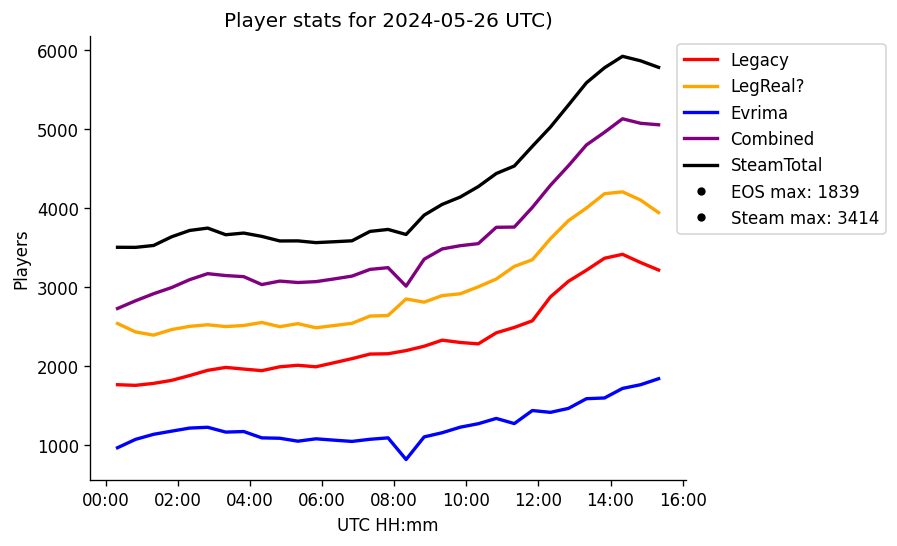 Player stats for 2024-05-26 UTC)
6000
5000
4000
3000
2000
1000
Players
00:00 02:00 04:00 06:00 08:00 10:00 12:00 14:00 16:00
UTC HH:mm
Legacy
LegReal?
Evrima
Combined
SteamTotal
EOS max: 1839
Steam max: 3414